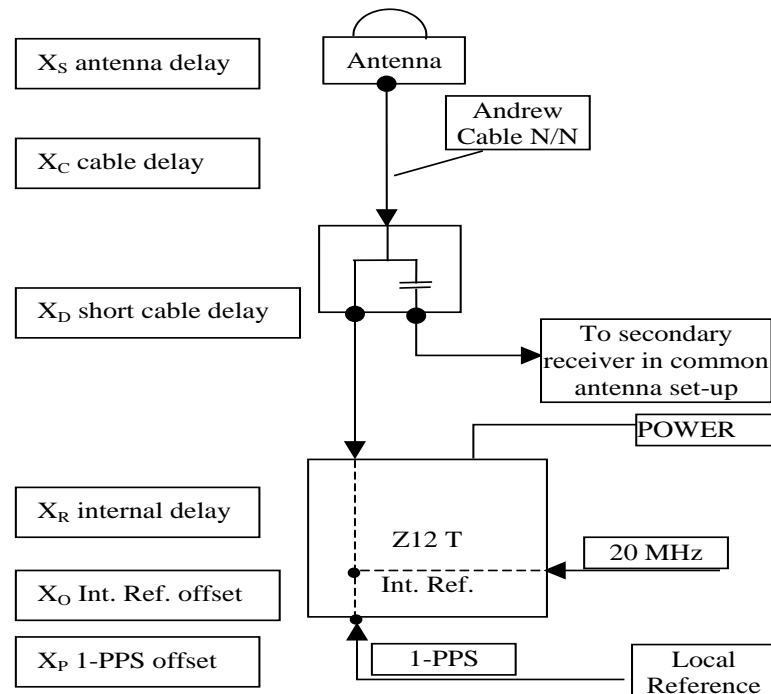 X_S antenna delay
Antenna
Andrew
Cable N/N
X_C cable delay
X_D short cable delay
To secondary
receiver in common
antenna set-up
POWER
X_R internal delay
Z12 T
20 MHz
X_O Int. Ref. offset
Int. Ref.
X_P 1-PPS offset
1-PPS
Local
Reference